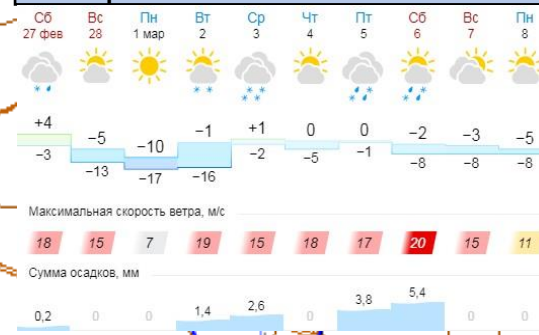 Сб Вс Пн Вт Ср Чт Пт Сб Вс Пн
27 фев 28 1 мар 2 3 4 5 6 7 8
+4 −5 −10 −1 +1 0 0 −2 −3 −5
−3 −13 −17 −16 −2 −5 −1 −8 −8 −8
Максимальная скорость ветра, м/с
18 15 7 19 15 18 17 20 15 11
Сумма осадков, мм
0,2 0 0 1,4 2,6 0 3,8 5,4 0 0